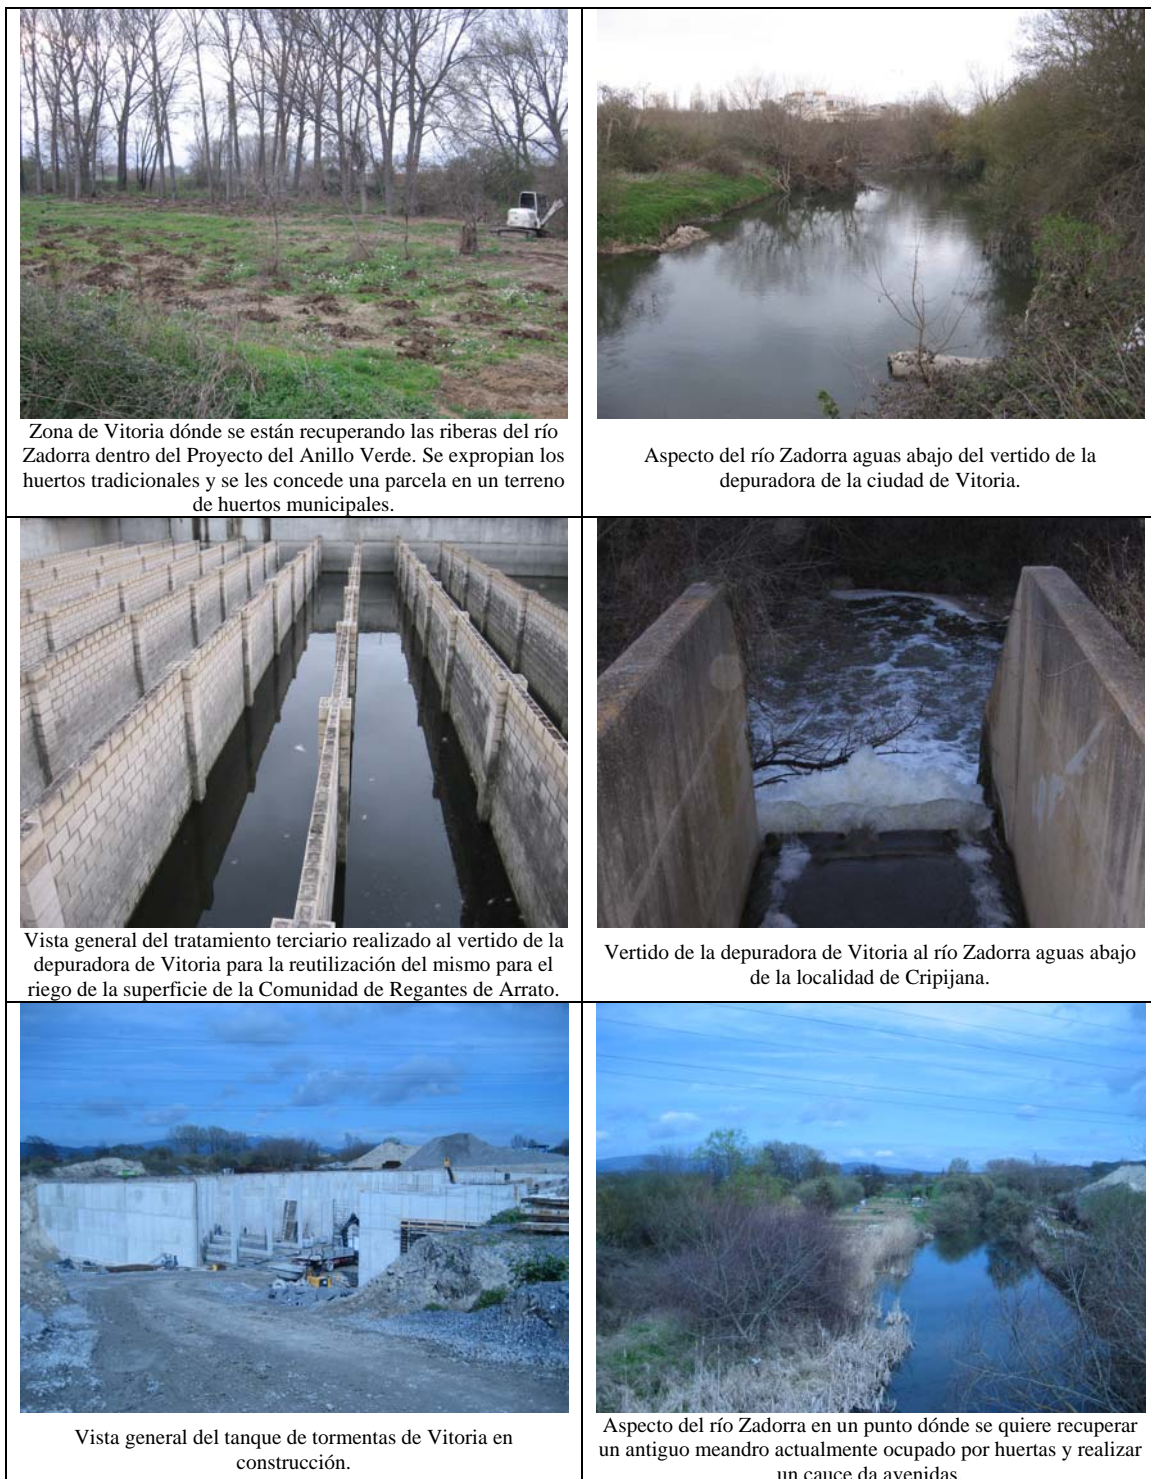 Zona de Vitoria dónde se están recuperando las riberas del río
Zadorra dentro del Proyecto del Anillo Verde. Se expropian los
huertos tradicionales y se les concede una parcela en un terreno
de huertos municipales.
Aspecto del río Zadorra aguas abajo del vertido de la
depuradora de la ciudad de Vitoria.
Vista general del tratamiento terciario realizado al vertido de la
depuradora de Vitoria para la reutilización del mismo para el
riego de la superficie de la Comunidad de Regantes de Arrato.
Vertido de la depuradora de Vitoria al río Zadorra aguas abajo
de la localidad de Cripijana.
Vista general del tanque de tormentas de Vitoria en
construcción.
Aspecto del río Zadorra en un punto dónde se quiere recuperar
un antiguo meandro actualmente ocupado por huertas y realizar
un cauce da avenidas